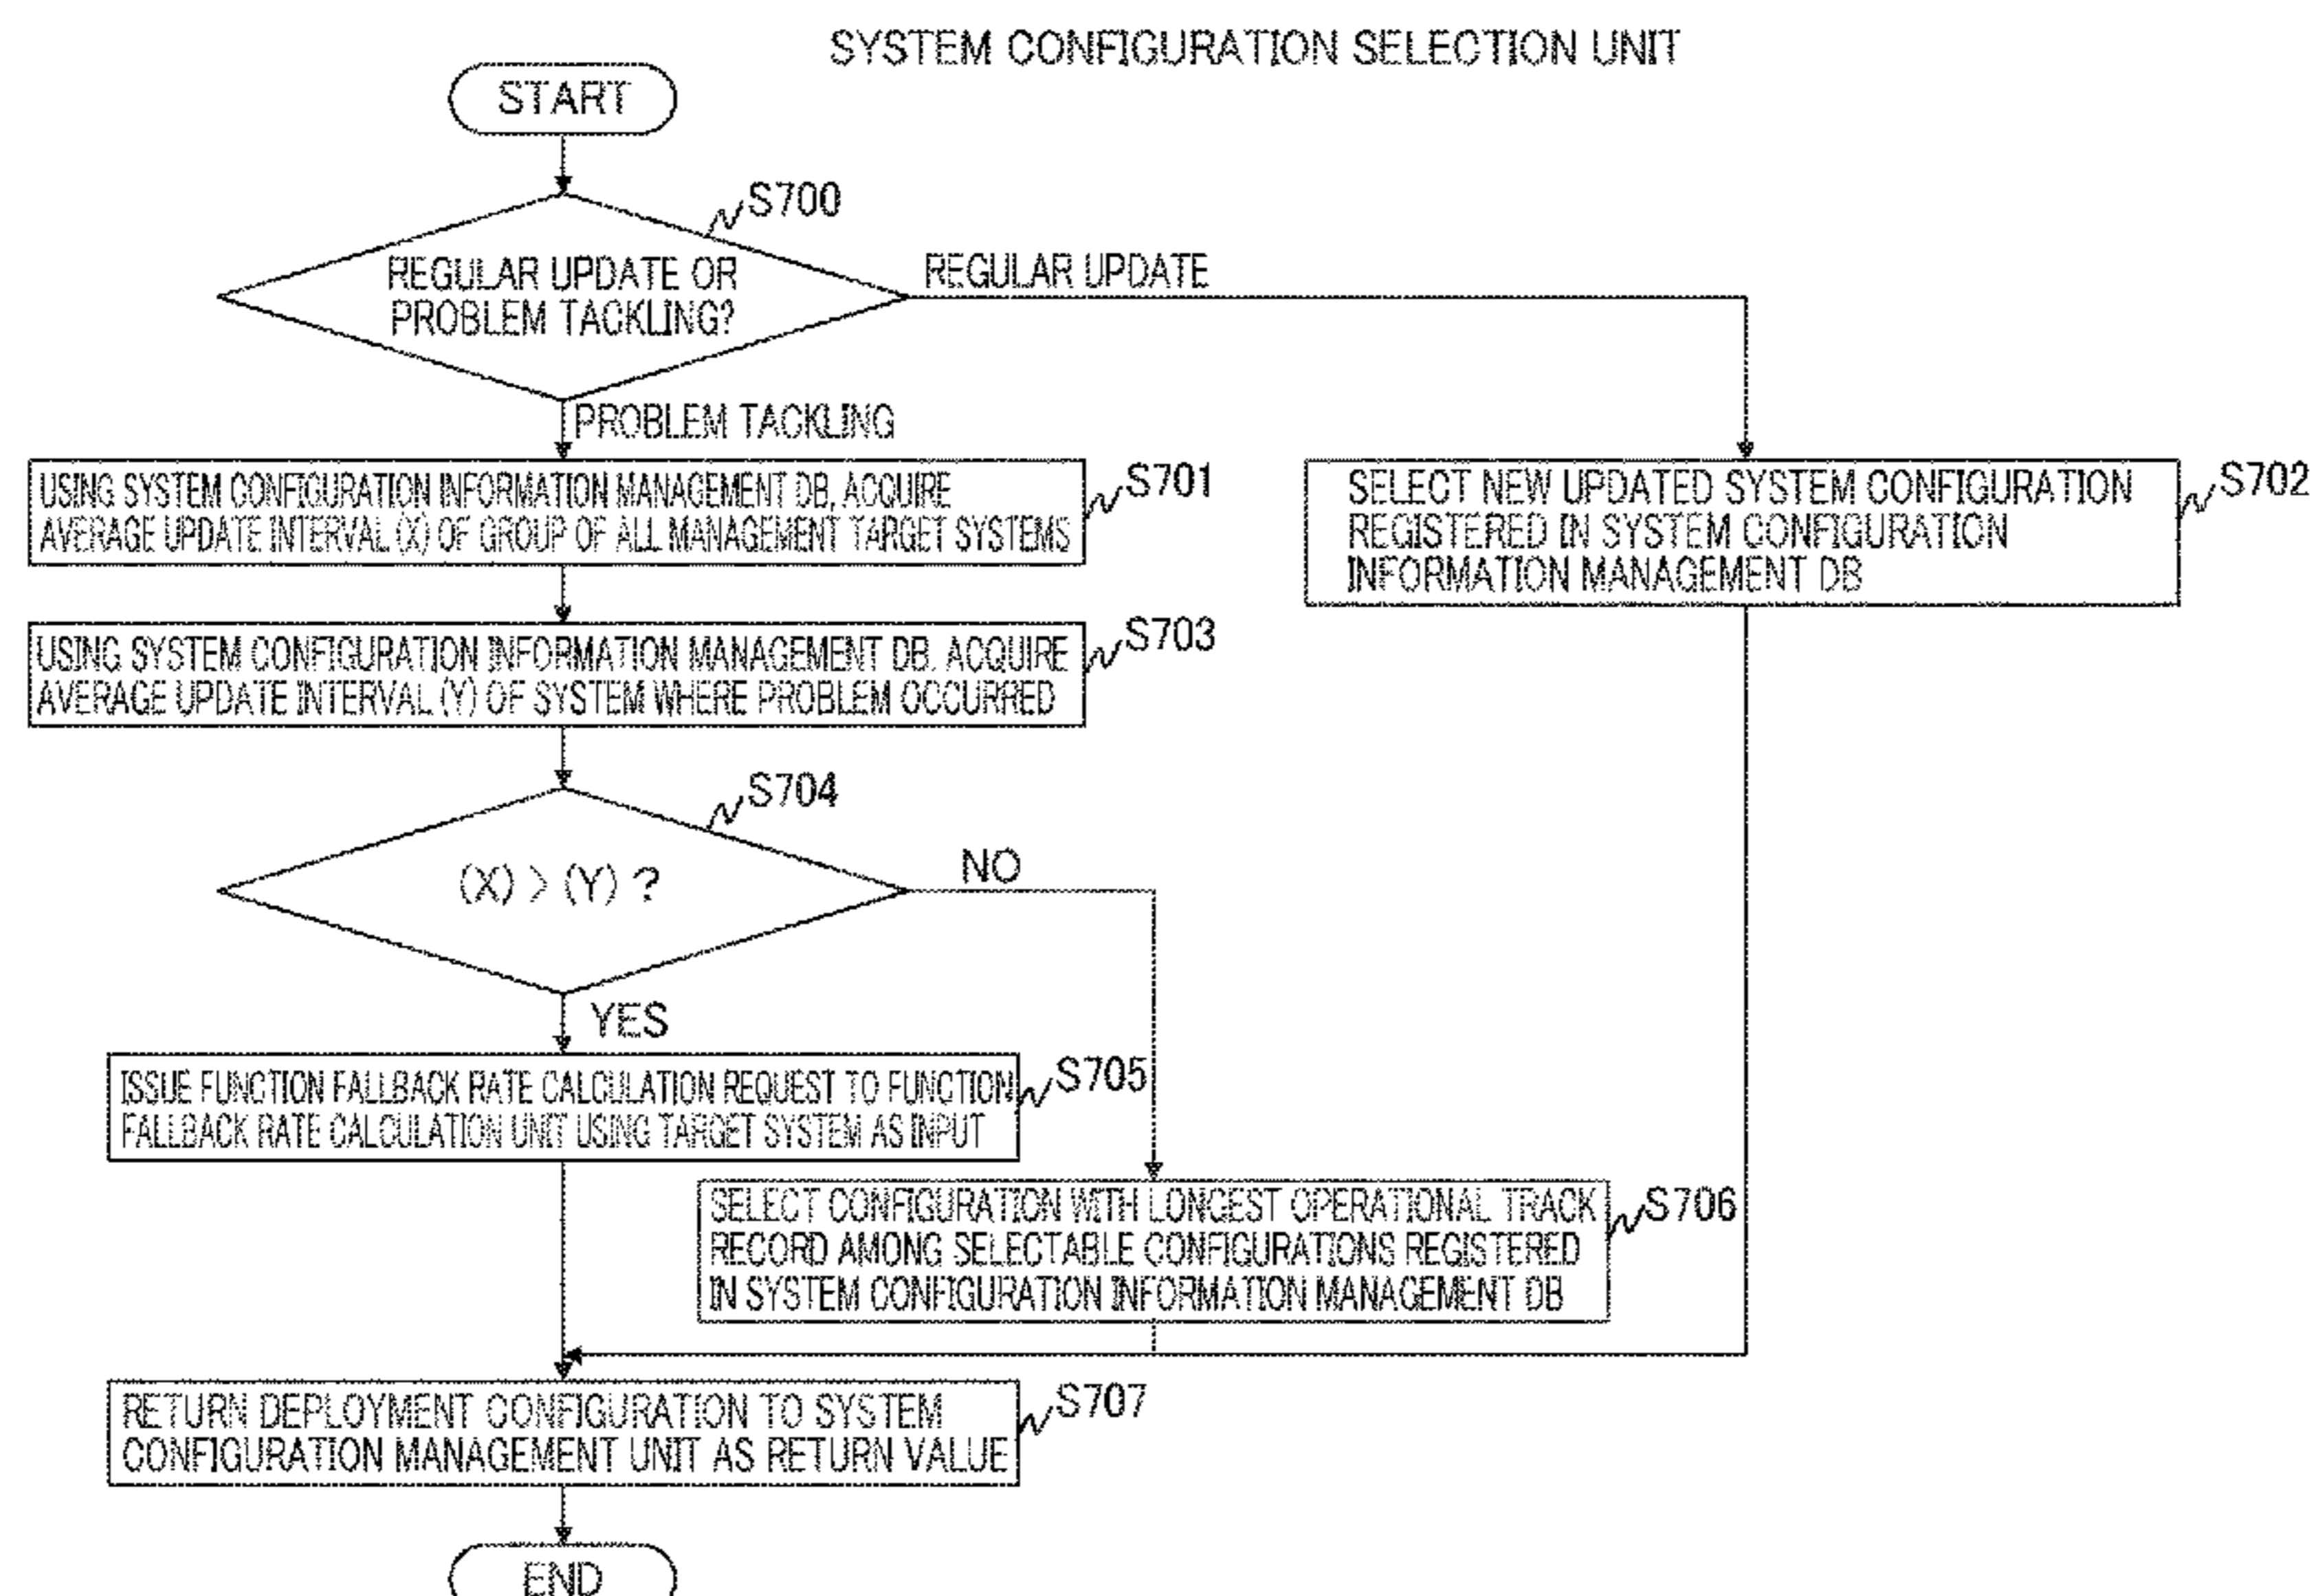 SYSTEM CONFIGURATION SELECTION UNIT
START
S700
REGULAR UPDATE OR
PROBLEM TACKLING?
REGULAR UPDATE
PROBLEM TACKLING
USING SYSTEM CONFIGURATION INFORMATION MANAGEMENT DB, ACQUIRE
AVERAGE UPDATE INTERVAL (X) OF GROUP OF ALL MANAGEMENT TARGET SYSTEMS
S701
SELECT NEW UPDATED SYSTEM CONFIGURATION
REGISTERED IN SYSTEM CONFIGURATION
INFORMATION MANAGEMENT DB
S702
USING SYSTEM CONFIGURATION INFORMATION MANAGEMENT DB, ACQUIRE
AVERAGE UPDATE INTERVAL (Y) OF SYSTEM WHERE PROBLEM OCCURRED
S703
S704
(X) > (Y) ?
NO
YES
ISSUE FUNCTION FALLBACK RATE CALCULATION REQUEST TO FUNCTION
FALLBACK RATE CALCULATION UNIT USING TARGET SYSTEM AS INPUT
S705
SELECT CONFIGURATION WITH LONGEST OPERATIONAL TRACK
RECORD AMONG SELECTABLE CONFIGURATIONS REGISTERED
IN SYSTEM CONFIGURATION INFORMATION MANAGEMENT DB
S706
RETURN DEPLOYMENT CONFIGURATION TO SYSTEM
CONFIGURATION MANAGEMENT UNIT AS RETURN VALUE
S707
END